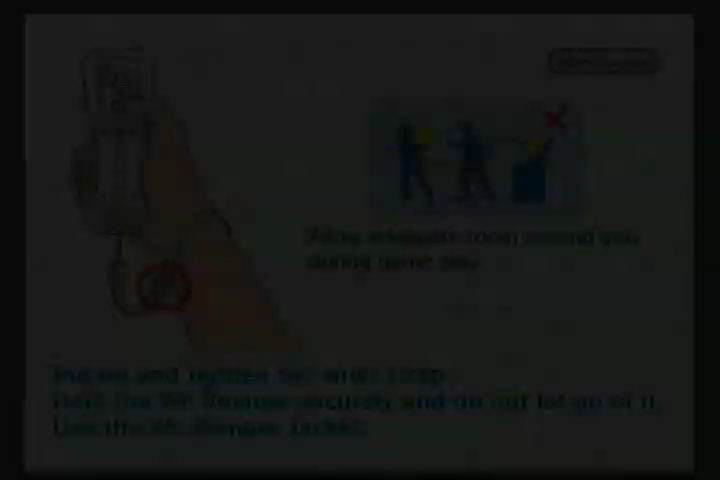 Allow adequate room around you
during game play.
Put on and tighten the wrist strap.
Hold the Wii Remote securely and do not let go of it.
Use the Wii Remote Jacket.